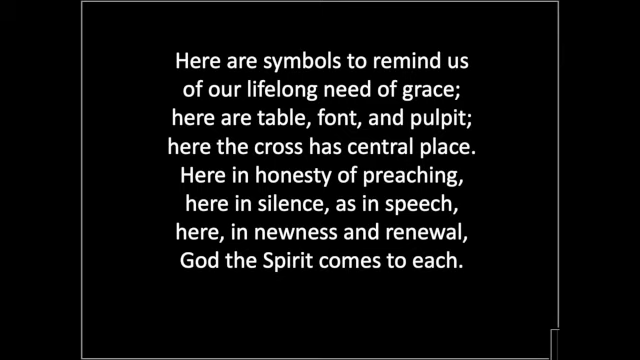 Here are symbols to remind us
of our lifelong need of grace;
here are table, font, and pulpit;
here the cross has central place.
Here in honesty of preaching,
here in silence, as in speech,
here, in newness and renewal,
God the Spirit comes to each.